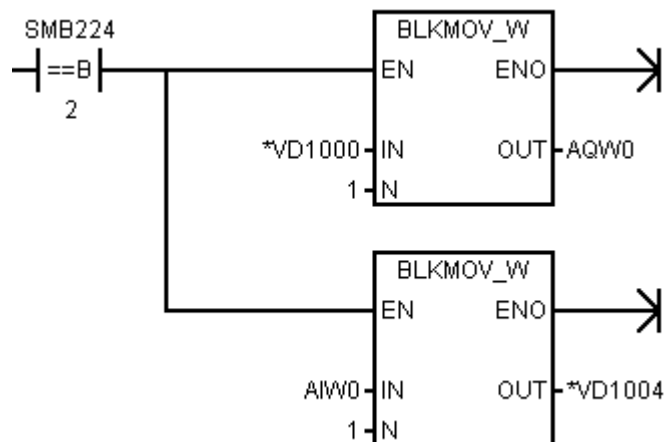 SMB224
==B
2
BLKMOV_W
EN ENO
*VD1000 IN OUT AQW0
1 N
BLKMOV_W
EN ENO
AIW0 IN OUT *VD1004
1 N